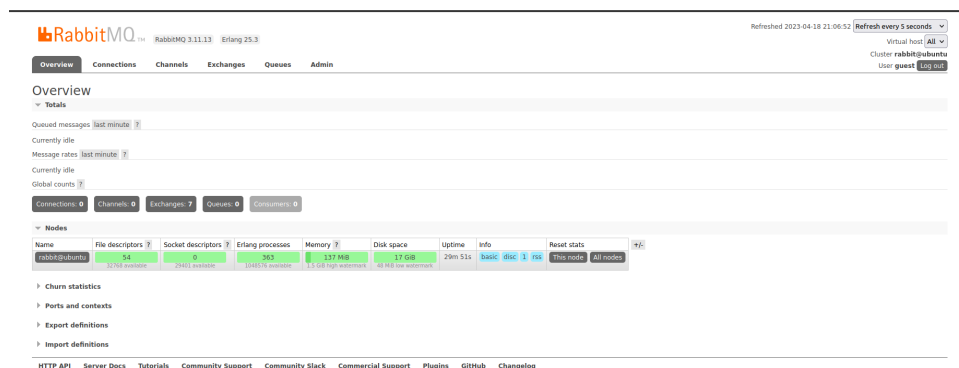 RabbitMQ TM RabbitMQ 3.11.13 Erlang 25.3
Refreshed 2023-04-18 21:06:52 Refresh every 5 seconds
Virtual host All
Cluster rabbit@ubuntu
User guest Log out
Overview Connections Channels Exchanges Queues Admin
Overview
Totals
Queued messages last minute ?
Currently idle
Message rates last minute ?
Currently idle
Global counts ?
Connections: 0 Channels: 0 Exchanges: 7 Queues: 0 Consumers: 0
Nodes
Name File descriptors ? Socket descriptors ? Erlang processes Memory ? Disk space Uptime Info Reset stats +/-
rabbit@ubuntu 54 0 363 137 MiB 17 GiB 29m 51s basic disc 1 rss This node All nodes
32768 available 29401 available 1048576 available 1.5 GiB high watermark 48 MiB low watermark
Churn statistics
Ports and contexts
Export definitions
Import definitions
HTTP API Server Docs Tutorials Community Support Community Slack Commercial Support Plugins GitHub Changelog